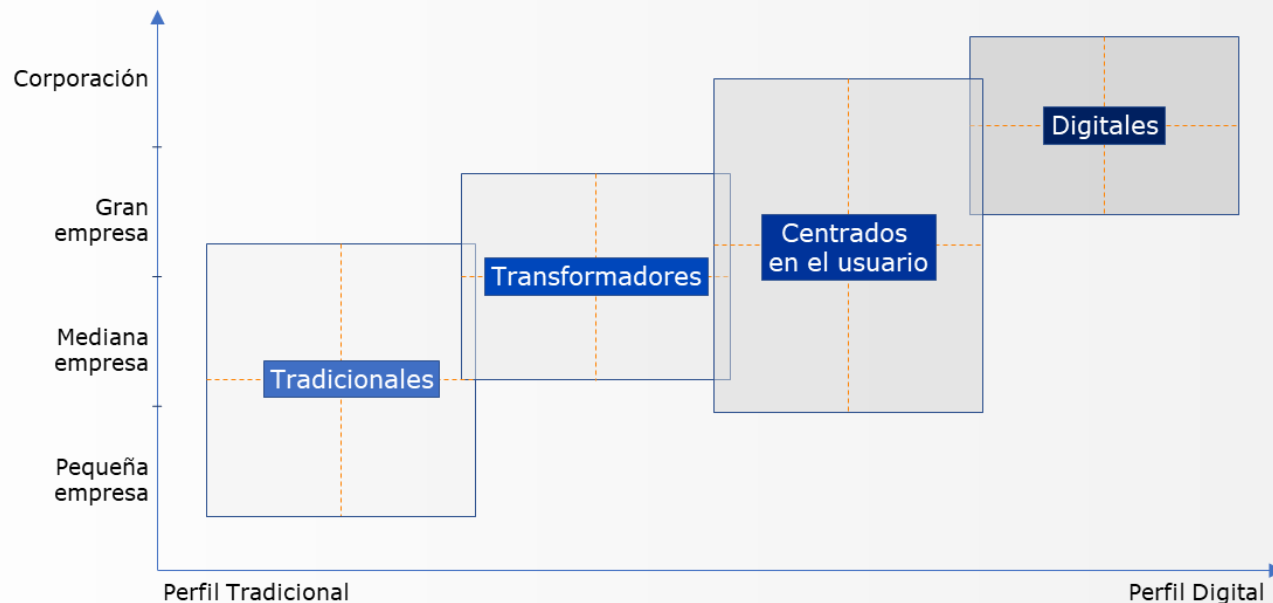 Corporación
Digitales
Gran
empresa
Centrados
en el usuario
Transformadores
Mediana
empresa
Tradicionales
Pequeña
empresa
Perfil Tradicional
Perfil Digital